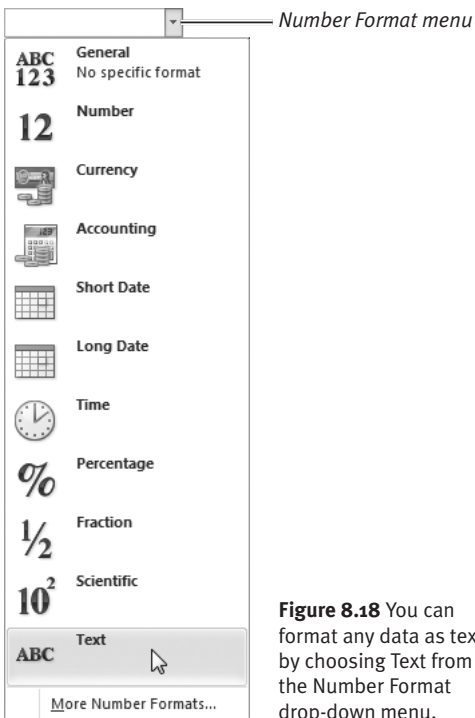 Number Format menu
ABC
123
General
No specific format
12
Number
Currency
Accounting
Short Date
Long Date
Time
%
Percentage
½
Fraction
10²
Scientific
ABC
Text
More Number Formats...
Figure 8.18 You can
format any data as tex
by choosing Text from
the Number Format
drop-down menu.